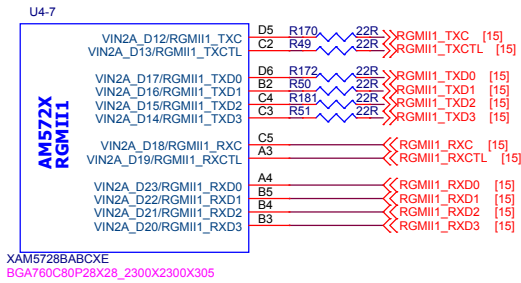 U4-7
VIN2A_D12/RGMII1_TXC D5 R170 22R RGMII1_TXC [15]
VIN2A_D13/RGMII1_TXCTL C2 R49 22R RGMII1_TXCTL [15]
VIN2A_D17/RGMII1_TXD0 D6 R172 22R RGMII1_TXD0 [15]
VIN2A_D16/RGMII1_TXD1 B2 R50 22R RGMII1_TXD1 [15]
VIN2A_D15/RGMII1_TXD2 C4 R181 22R RGMII1_TXD2 [15]
VIN2A_D14/RGMII1_TXD3 C3 R51 22R RGMII1_TXD3 [15]
AM572X
RGMII1
VIN2A_D18/RGMII1_RXC C5 RGMII1_RXC [15]
VIN2A_D19/RGMII1_RXCTL A3 RGMII1_RXCTL [15]
VIN2A_D23/RGMII1_RXD0 A4 RGMII1_RXD0 [15]
VIN2A_D22/RGMII1_RXD1 B5 RGMII1_RXD1 [15]
VIN2A_D21/RGMII1_RXD2 B4 RGMII1_RXD2 [15]
VIN2A_D20/RGMII1_RXD3 B3 RGMII1_RXD3 [15]
XAM5728BABCXE
BGA760C80P28X28_2300X2300X305